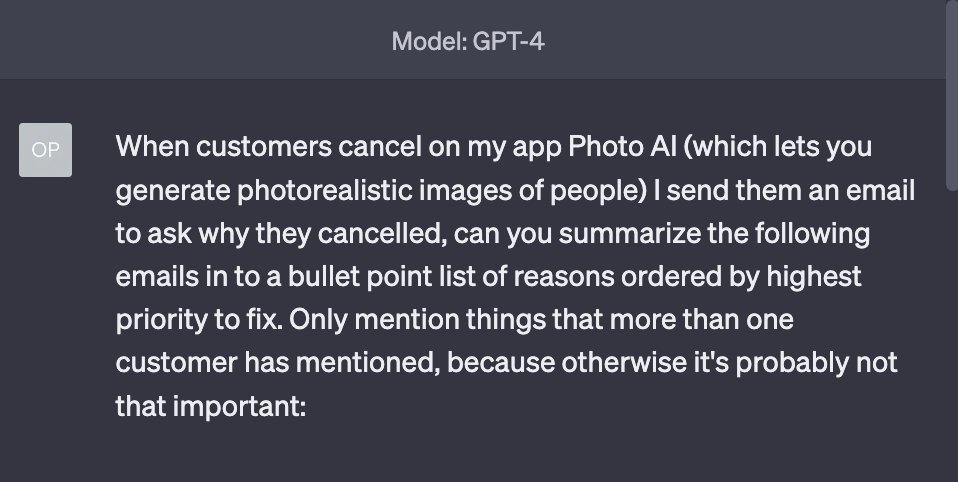 Model: GPT-4
OP
When customers cancel on my app Photo AI (which lets you
generate photorealistic images of people) I send them an email
to ask why they cancelled, can you summarize the following
emails in to a bullet point list of reasons ordered by highest
priority to fix. Only mention things that more than one
customer has mentioned, because otherwise it's probably not
that important: